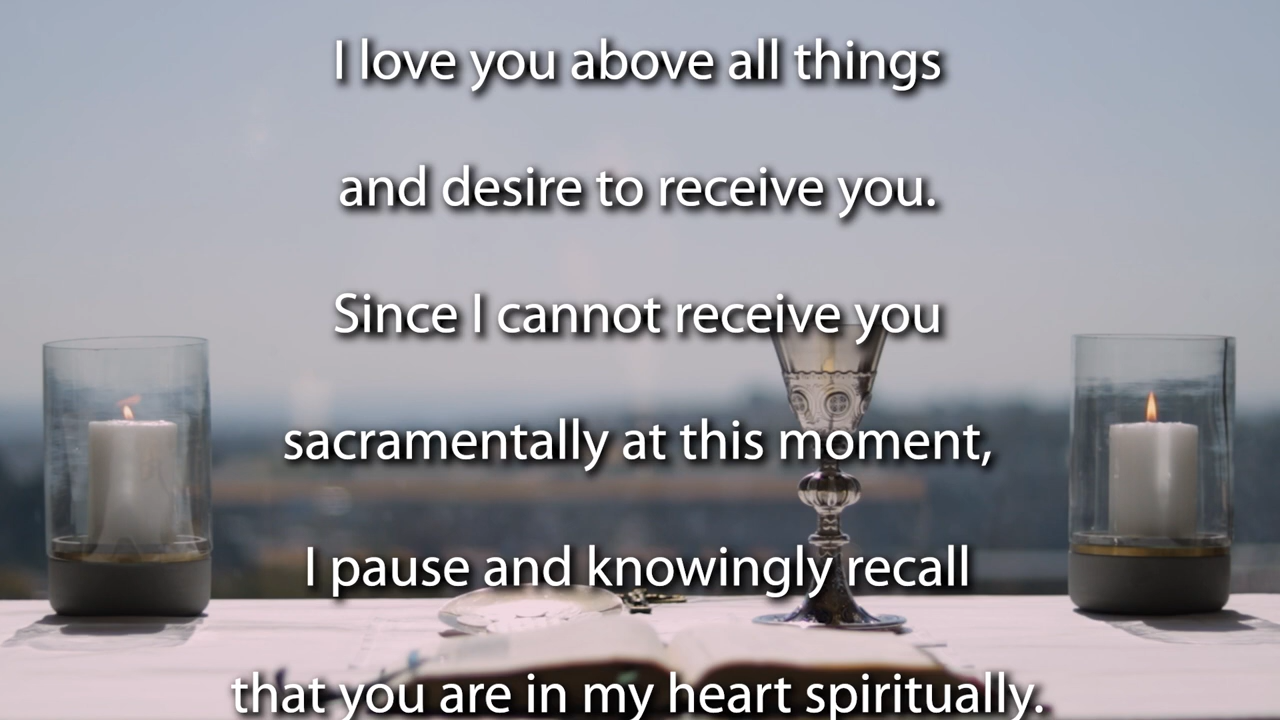 I love you above all things
and desire to receive you.
Since I cannot receive you
sacramentally at this moment,
I pause and knowingly recall
that you are in my heart spiritually.